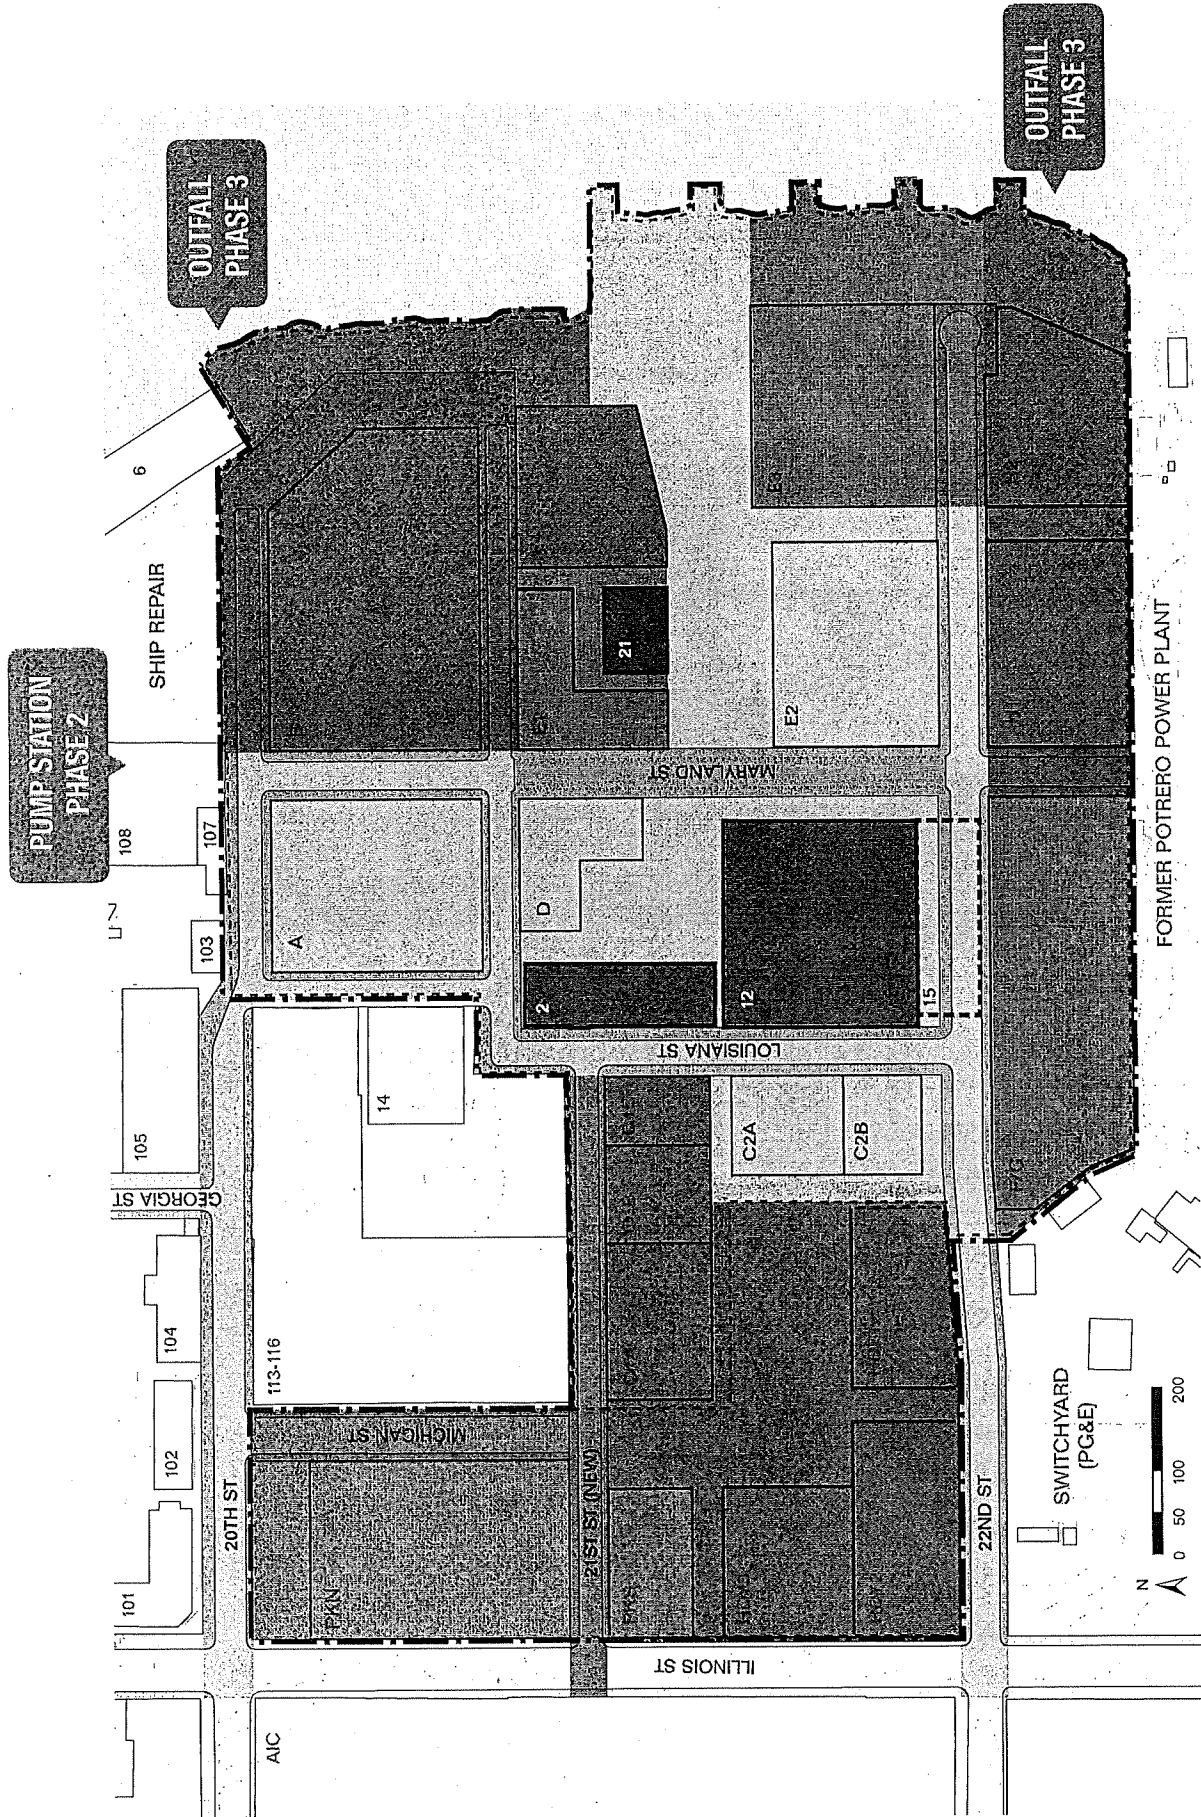 PUMP STATION
PHASE 2
OUTFALL
PHASE 3
OUTFALL
PHASE 3
SHIP REPAIR
6
108
107
103
105
GEORGIA ST
104
102
101
20TH ST
113-116
14
MICHIGAN ST
PKN
A
MARYLAND ST
21
E2
D
2
12
15
LOUISIANA ST
C2A
C2B
21ST ST (NEW)
22ND ST
ILLINOIS ST
AIC
FORMER POTRERO POWER PLANT
SWITCHYARD
(PG&E)
N
0 50 100 200